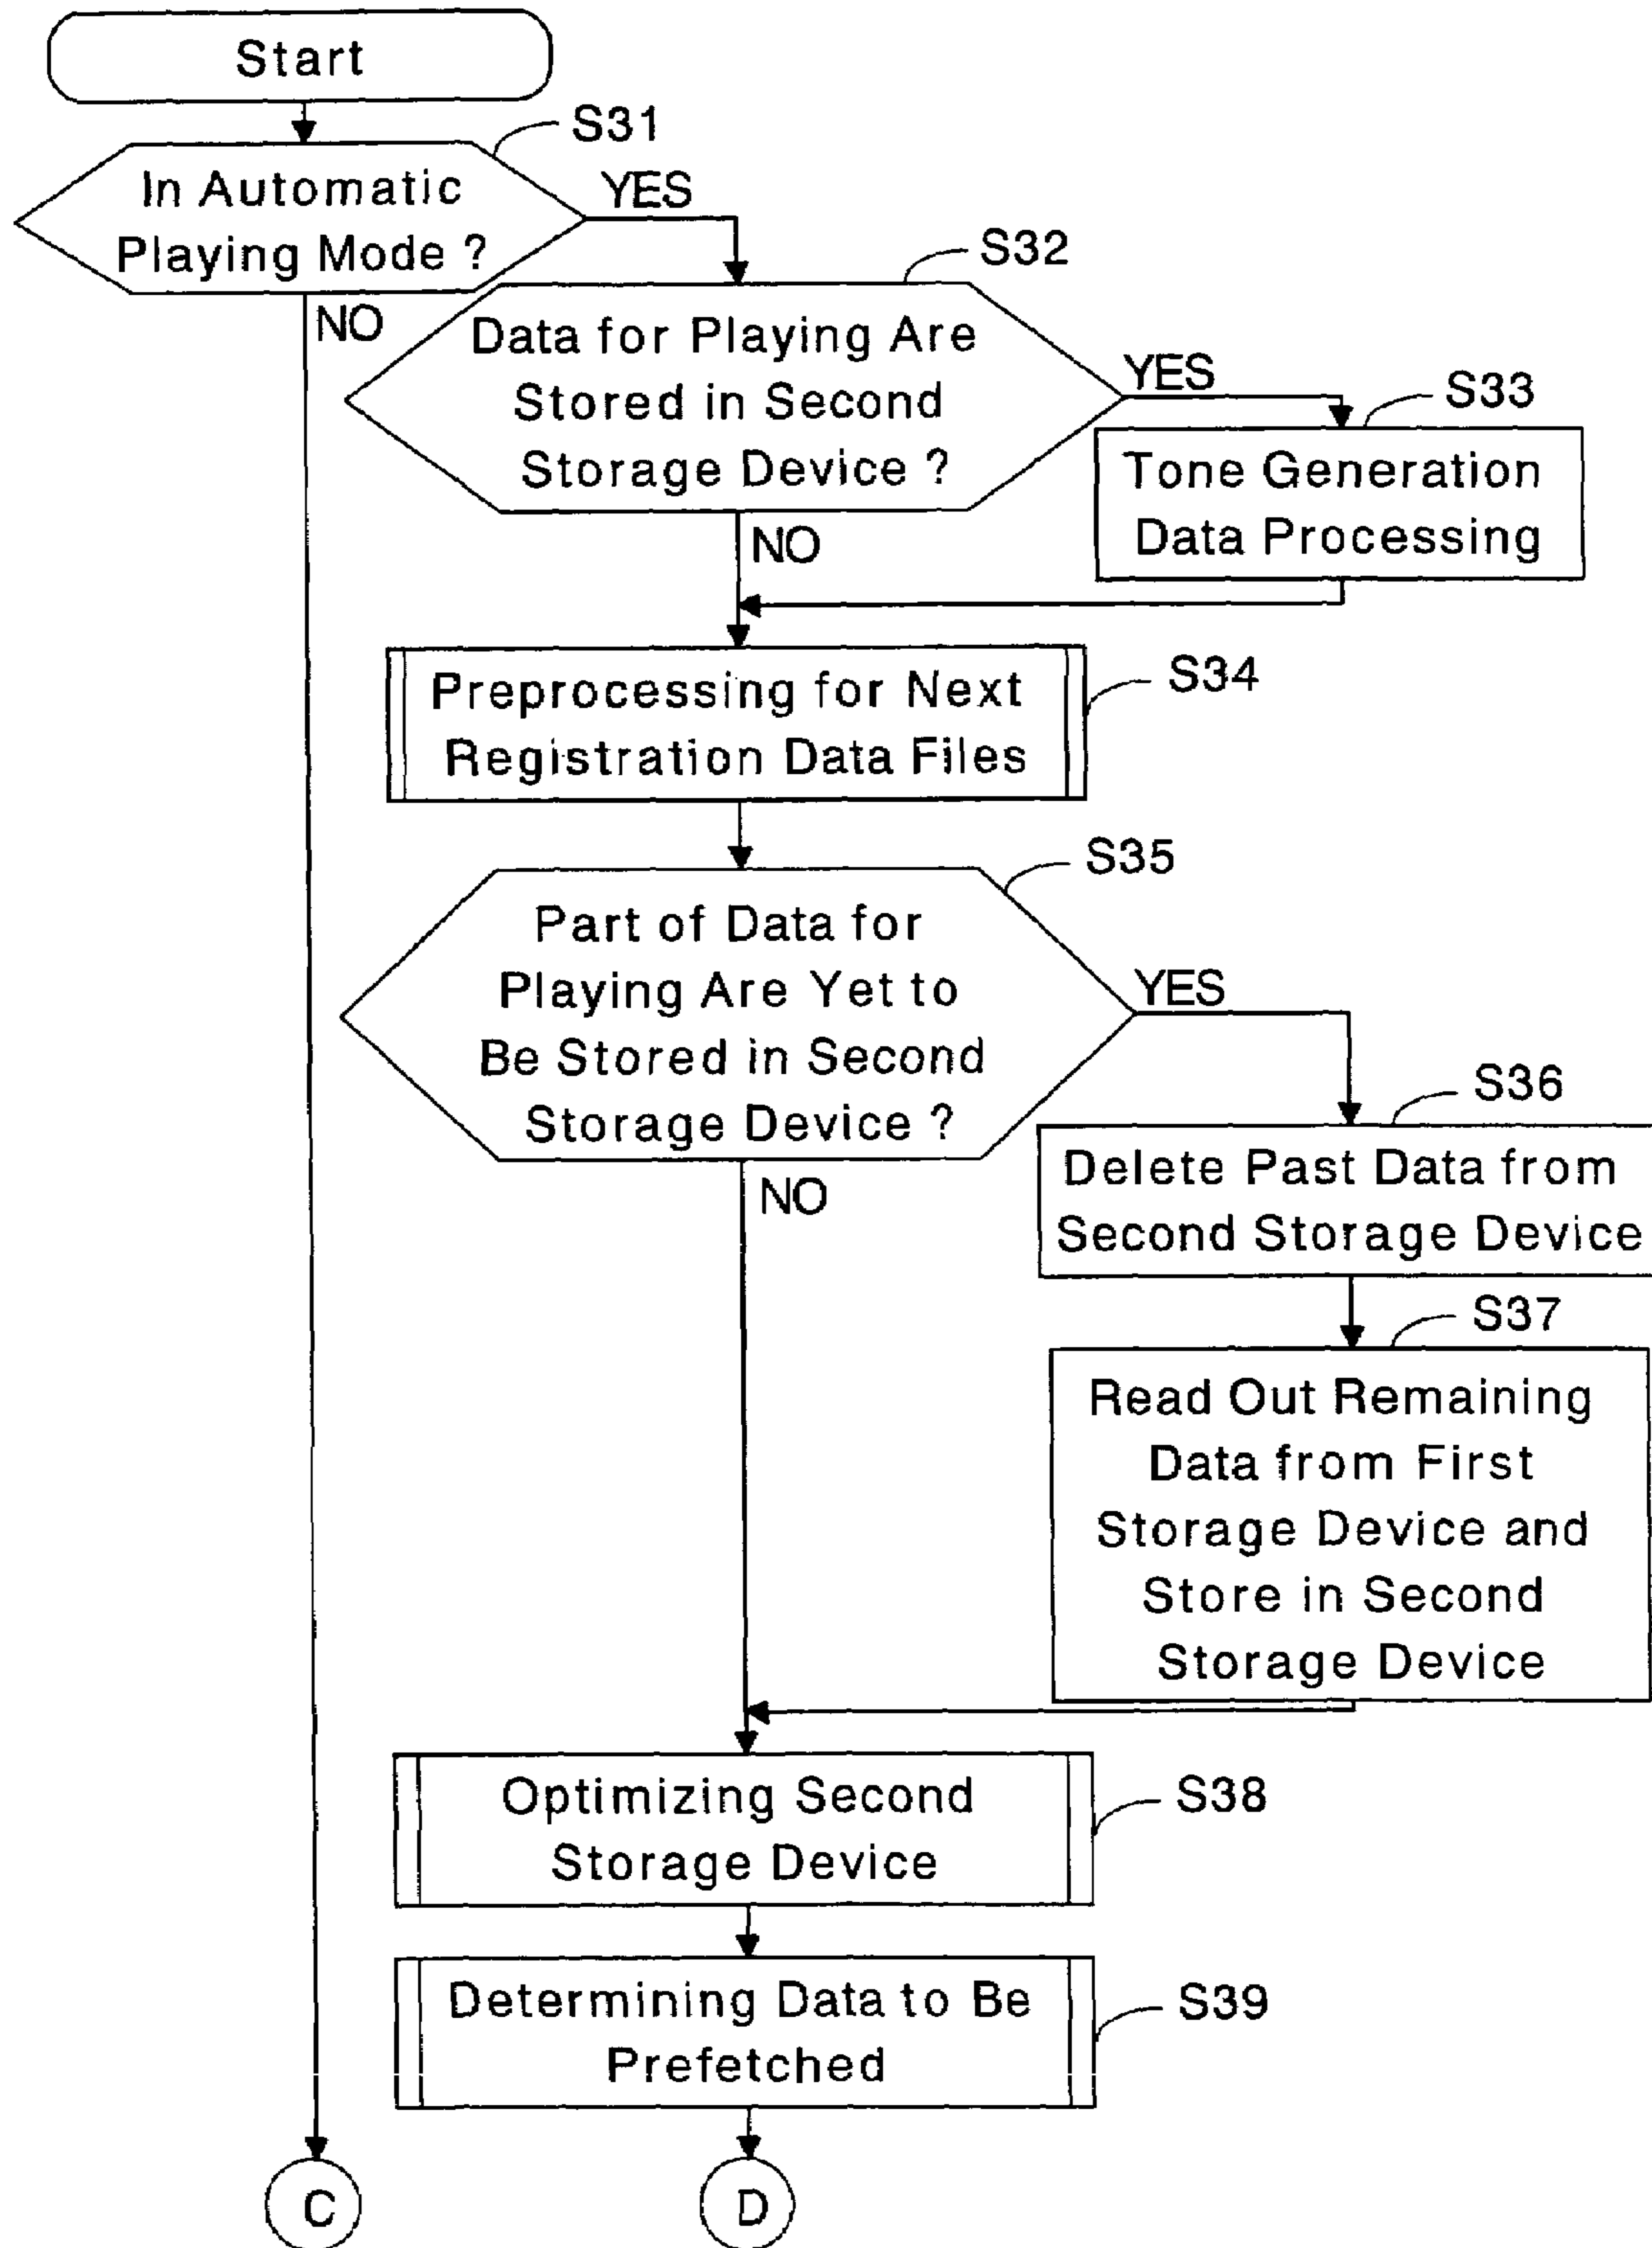 Start
S31
In Automatic
Playing Mode ?
YES
NO
S32
Data for Playing Are
Stored in Second
Storage Device ?
YES
NO
S33
Tone Generation
Data Processing
S34
Preprocessing for Next
Registration Data Files
S35
Part of Data for
Playing Are Yet to
Be Stored in Second
Storage Device ?
YES
NO
S36
Delete Past Data from
Second Storage Device
S37
Read Out Remaining
Data from First
Storage Device and
Store in Second
Storage Device
Optimizing Second
Storage Device
S38
Determining Data to Be
Prefetched
S39
C
D